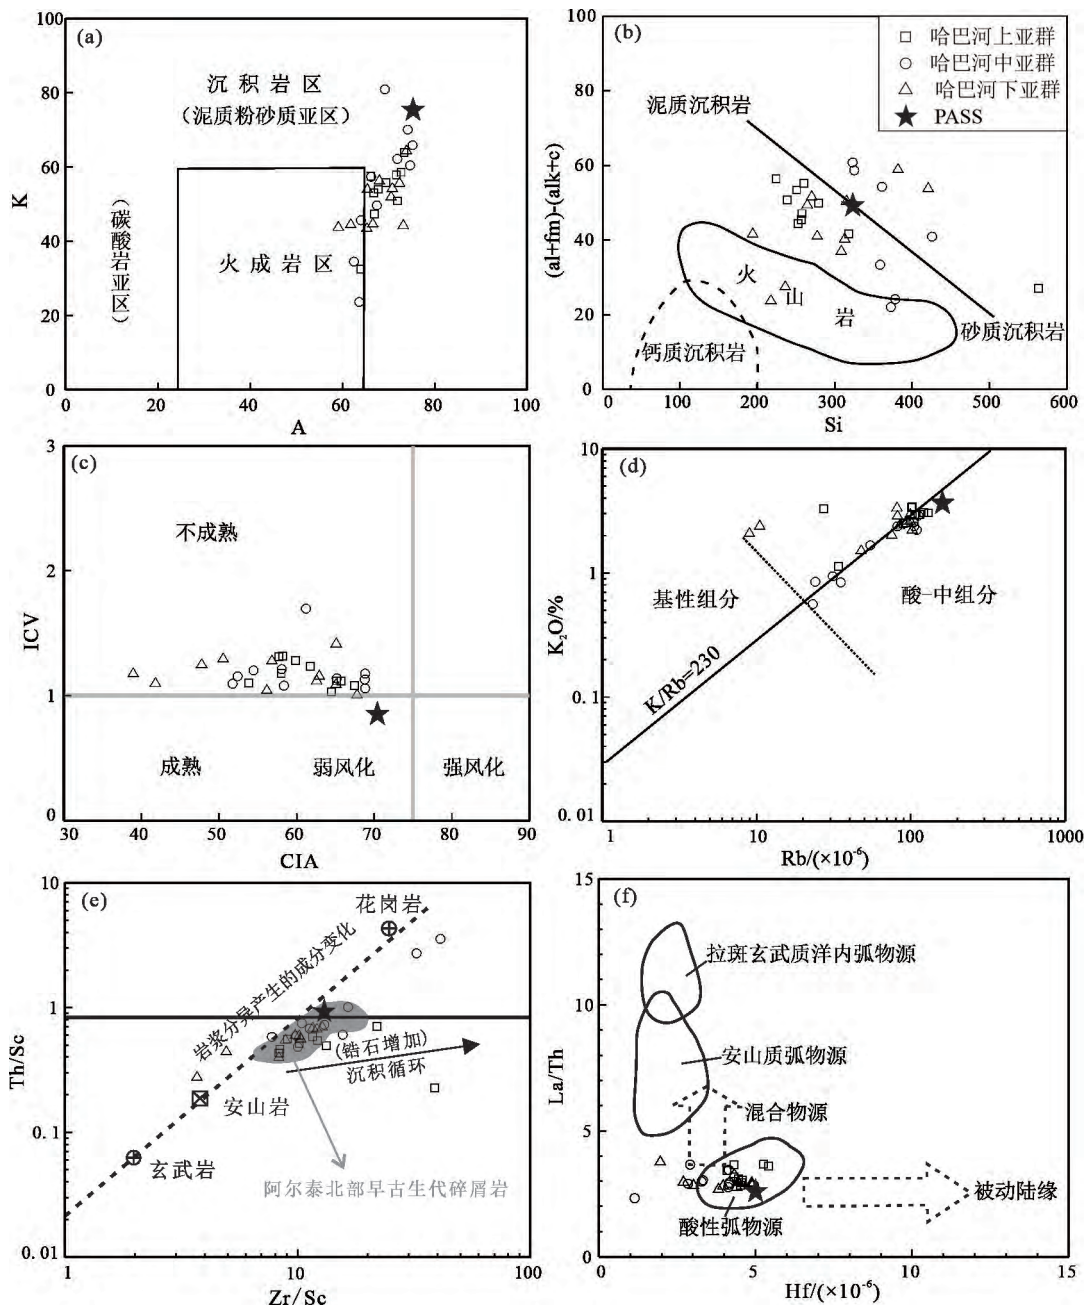 (a)
K
100
80
60
40
20
0
沉积岩区
(泥质粉砂质亚区)
(碳酸岩亚区)
火成岩区
0 20 40 60 80 100
A
(b)
(al+fm)-(alk+c)
100
80
60
40
20
0
哈巴河上亚群
哈巴河中亚群
哈巴河下亚群
PASS
泥质沉积岩
火山岩
钙质沉积岩
砂质沉积岩
0 100 200 300 400 500 600
Si
(c)
ICV
3
2
1
0
不成熟
成熟
弱风化
强风化
30 40 50 60 70 80 90
CIA
(d)
K₂O/%
10
1
0.1
0.01
基性组分
酸-中组分
K/Rb=230
1 10 100 1000
Rb/(×10⁻⁶)
(e)
Th/Sc
10
1
0.1
0.01
花岗岩
岩浆分异产生的成分变化
(锆石增加)
沉积循环
安山岩
玄武岩
阿尔泰北部早古生代碎屑岩
1 10 100
Zr/Sc
(f)
La/Th
15
10
5
0
拉斑玄武质洋内弧物源
安山质弧物源
混合物源
酸性弧物源
被动陆缘
0 5 10 15
Hf/(×10⁻⁶)